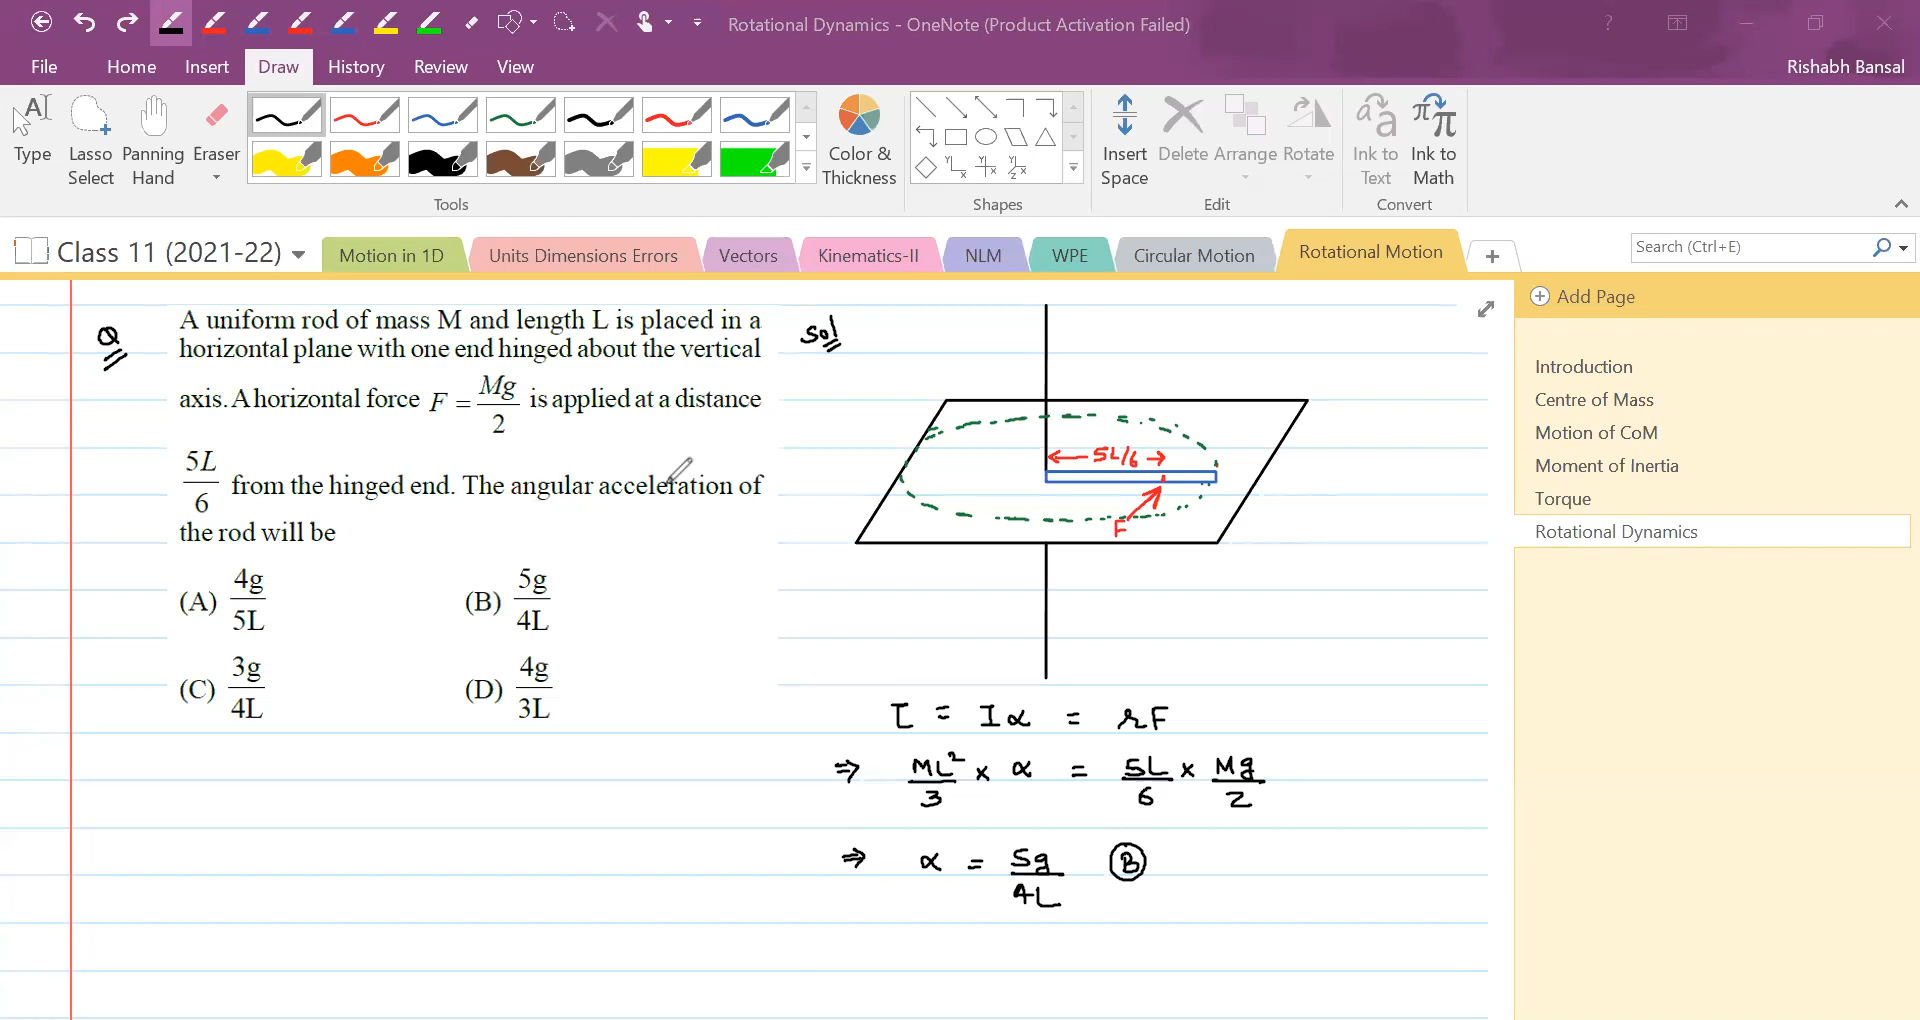 Rotational Dynamics - OneNote (Product Activation Failed)
?
File Home Insert Draw History Review View
Rishabh Bansal
Type
Lasso Select
Panning Hand
Eraser
Color & Thickness
Insert Space
Delete
Arrange
Rotate
Ink to Text
Ink to Math
Tools
Shapes
Edit
Convert
Class 11 (2021-22)
Motion in 1D
Units Dimensions Errors
Vectors
Kinematics-II
NLM
WPE
Circular Motion
Rotational Motion
+
Search (Ctrl+E)
Add Page
Introduction
Centre of Mass
Motion of CoM
Moment of Inertia
Torque
Rotational Dynamics
Q
A uniform rod of mass M and length L is placed in a
horizontal plane with one end hinged about the vertical
axis. A horizontal force F = Mg/2 is applied at a distance
5L/6 from the hinged end. The angular acceleration of
the rod will be
(A) 4g/5L (B) 5g/4L
(C) 3g/4L (D) 4g/3L
Sol
5L/6
F
τ = Iα = rF
⇒ ML²/3 × α = 5L/6 × Mg/2
⇒ α = 5g/4L (B)